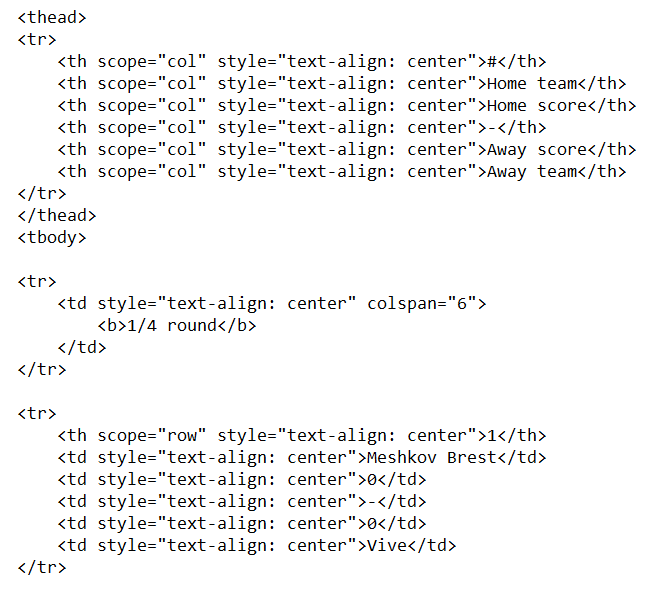 <thead>
<tr>
    <th scope="col" style="text-align: center">#</th>
    <th scope="col" style="text-align: center">Home team</th>
    <th scope="col" style="text-align: center">Home score</th>
    <th scope="col" style="text-align: center">-</th>
    <th scope="col" style="text-align: center">Away score</th>
    <th scope="col" style="text-align: center">Away team</th>
</tr>
</thead>
<tbody>

<tr>
    <td style="text-align: center" colspan="6">
        <b>1/4 round</b>
    </td>
</tr>

<tr>
    <th scope="row" style="text-align: center">1</th>
    <td style="text-align: center">Meshkov Brest</td>
    <td style="text-align: center">0</td>
    <td style="text-align: center">-</td>
    <td style="text-align: center">0</td>
    <td style="text-align: center">Vive</td>
</tr>